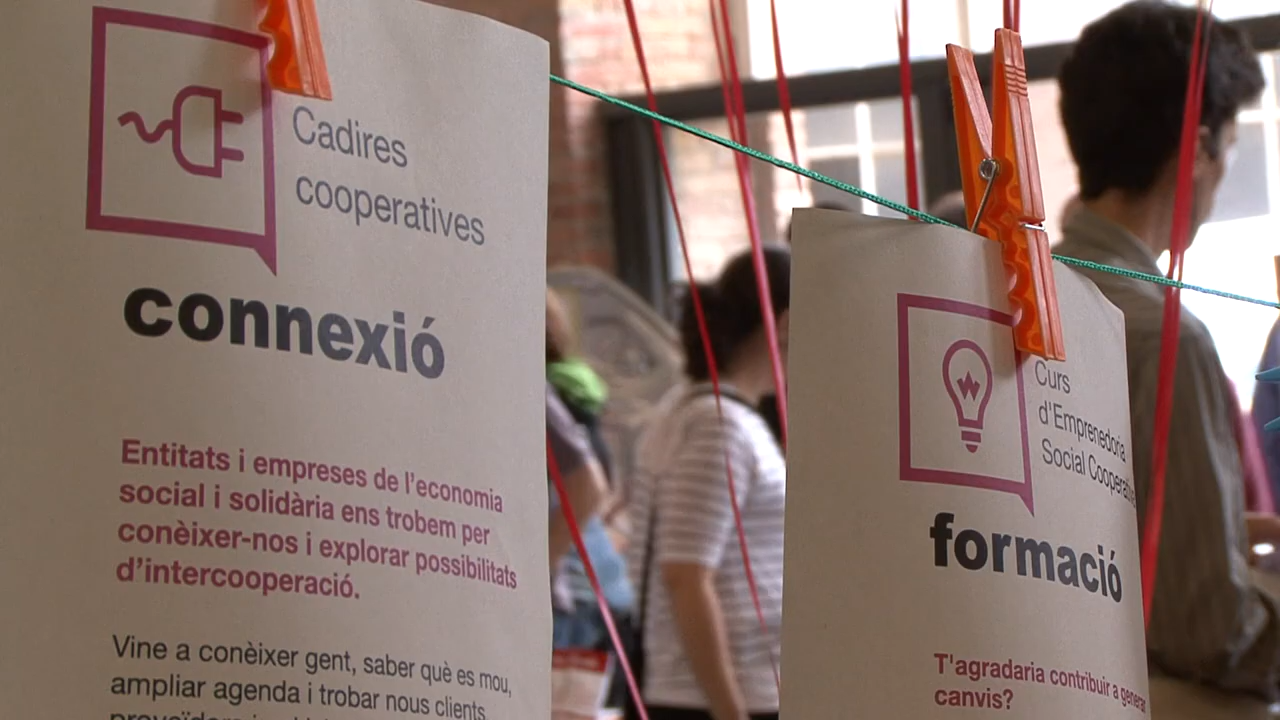 Cadires
cooperatives
connexió
Entitats i empreses de l'economia
social i solidària ens trobem per
conèixer-nos i explorar possibilitats
d'intercooperació.
Vine a conèixer gent, saber què es mou,
ampliar agenda i trobar nous clients,
Curs
d'Emprenedoria
Social Cooperativa
formació
T'agradaria contribuir a generar
canvis?